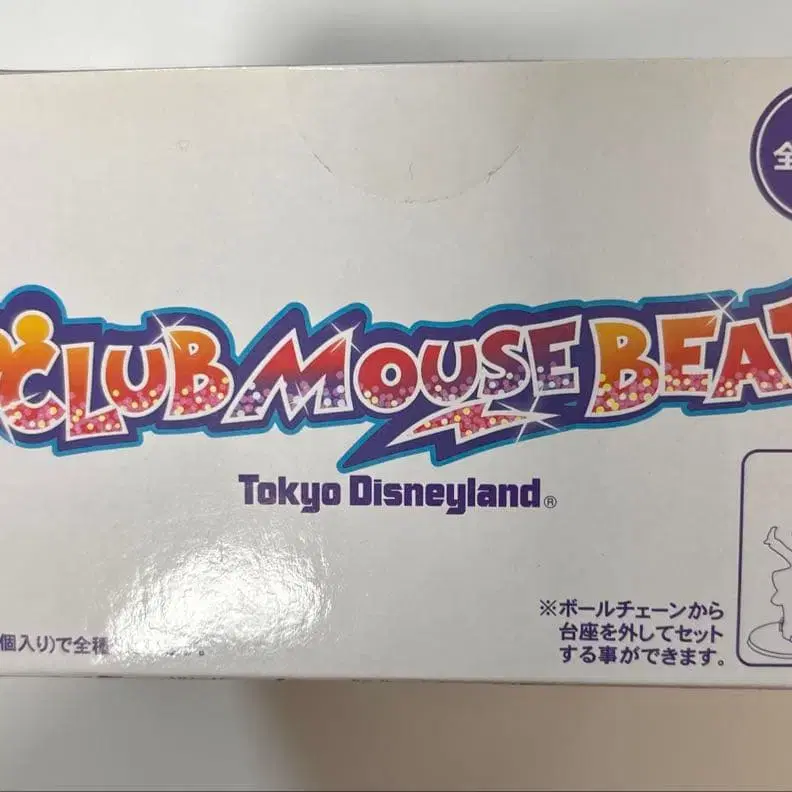 全
CLUB MOUSE BEAT
Tokyo Disneyland®
※ボールチェーンから
台座を外してセット
する事ができます。
個入り)で全種